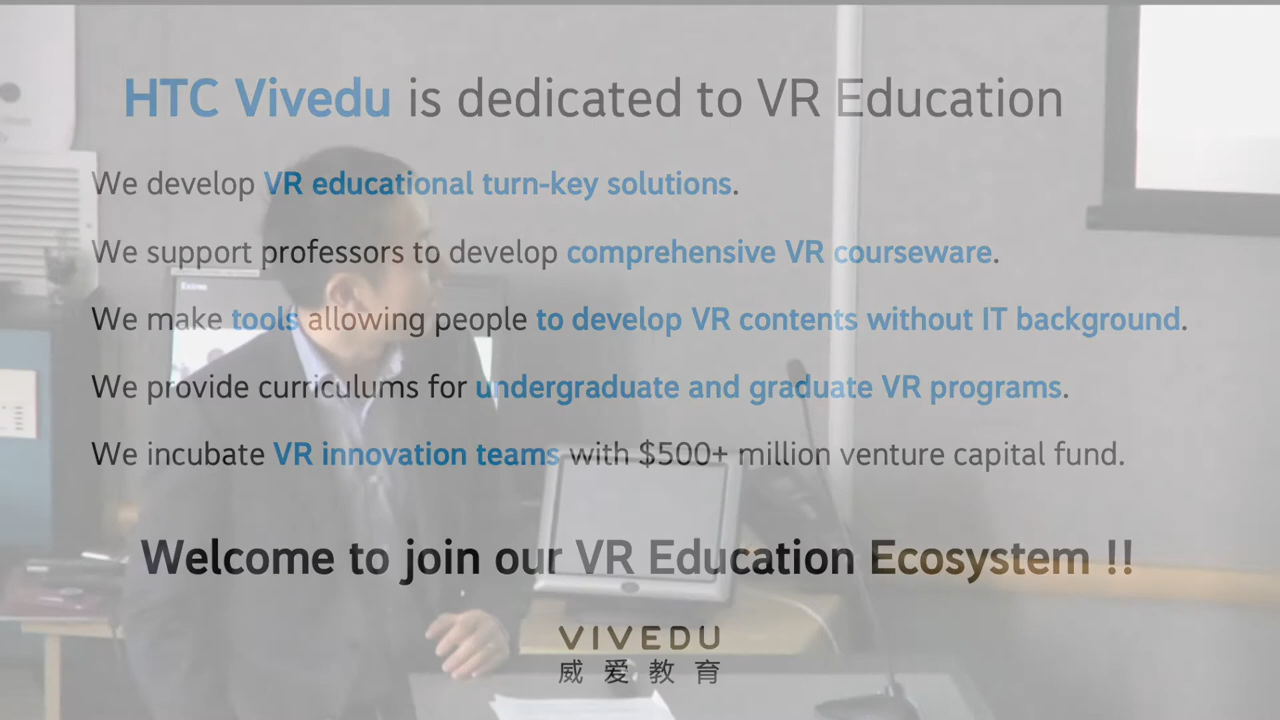 HTC Vivedu is dedicated to VR Education
We develop VR educational turn-key solutions.
We support professors to develop comprehensive VR courseware.
We make tools allowing people to develop VR contents without IT background.
We provide curriculums for undergraduate and graduate VR programs.
We incubate VR innovation teams with $500+ million venture capital fund.
Welcome to join our VR Education Ecosystem !!
VIVEDU
威爱教育